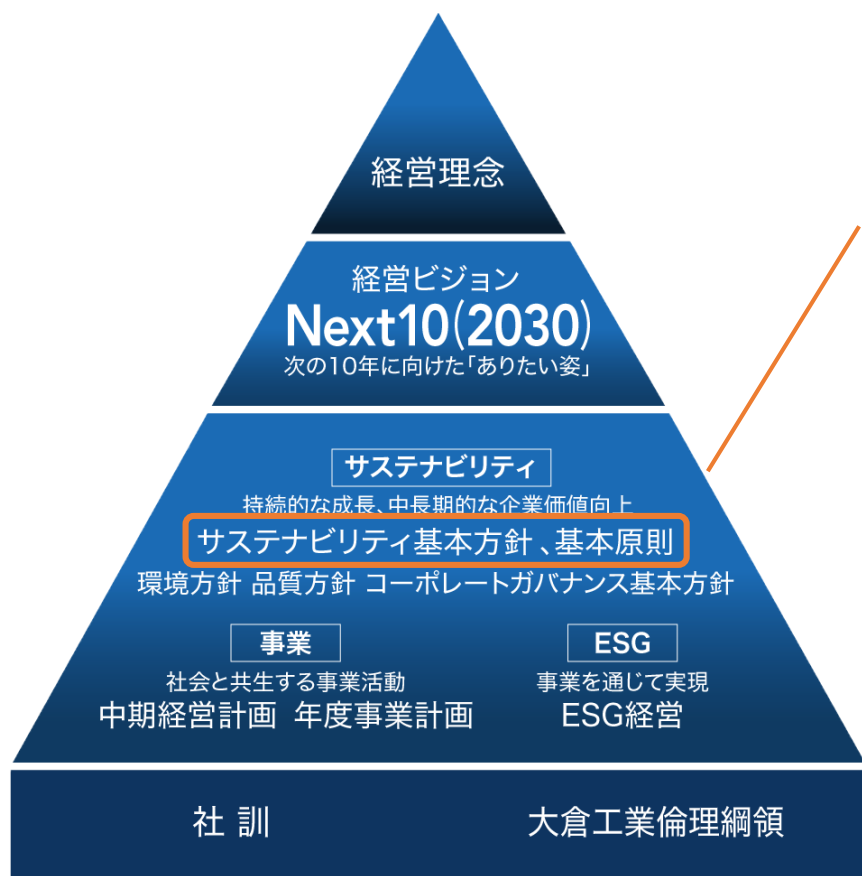 経営理念
経営ビジョン
Next10(2030)
次の10年に向けた「ありたい姿」
サステナビリティ
持続的な成長、中長期的な企業価値向上
サステナビリティ基本方針、基本原則
環境方針 品質方針 コーポレートガバナンス基本方針
事業
社会と共生する事業活動
中期経営計画 年度事業計画
ESG
事業を通じて実現
ESG経営
社訓
大倉工業倫理綱領